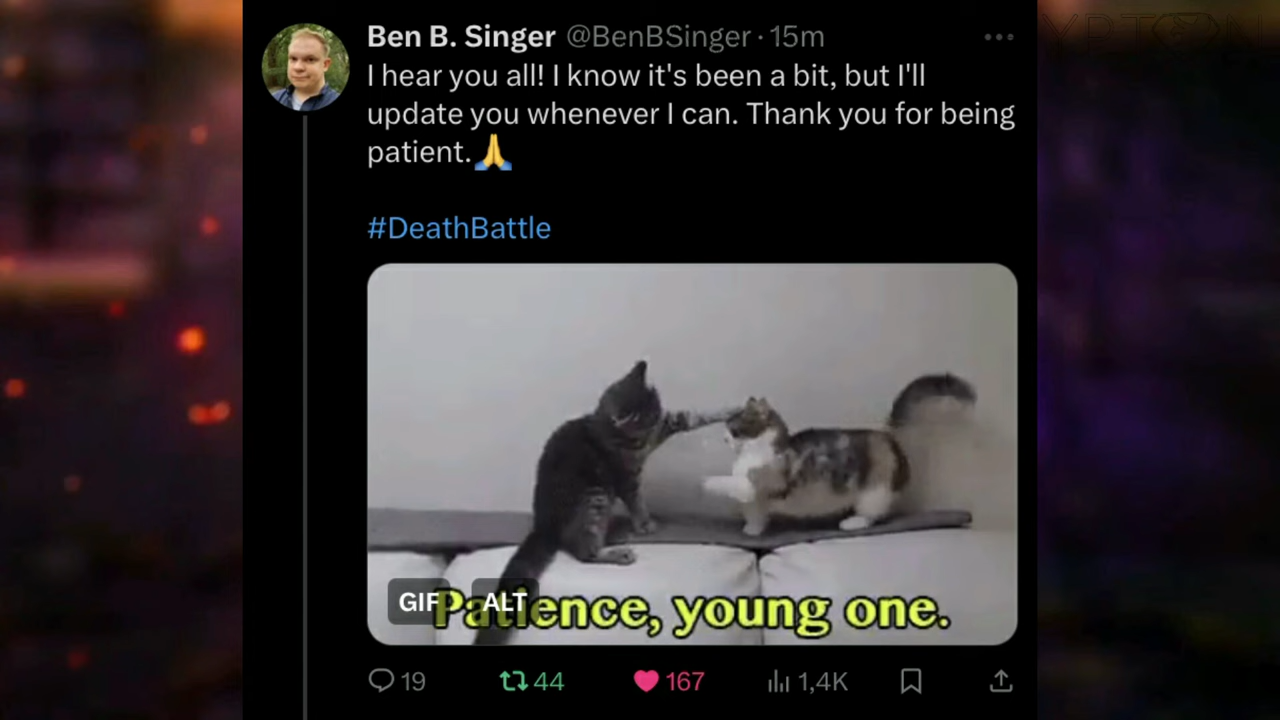 Ben B. Singer @BenBSinger · 15m
I hear you all! I know it's been a bit, but I'll
update you whenever I can. Thank you for being
patient.🙏
#DeathBattle
GIF ALT
Patience, young one.
19 44 167 1,4K